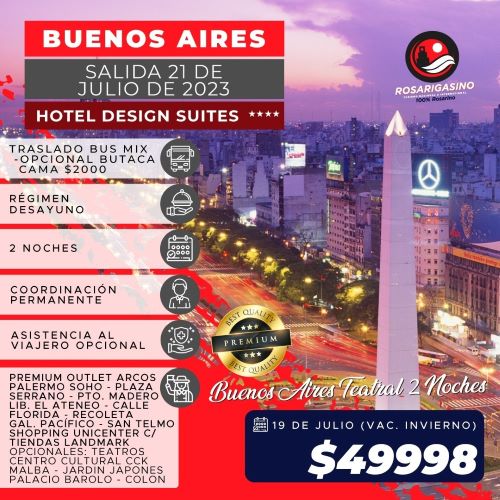 BUENOS AIRES
SALIDA 21 DE
JULIO DE 2023
HOTEL DESIGN SUITES ****
TRASLADO BUS MIX
-OPCIONAL BUTACA
CAMA $2000
RÉGIMEN
DESAYUNO
2 NOCHES
COORDINACIÓN
PERMANENTE
ASISTENCIA AL
VIAJERO OPCIONAL
PREMIUM OUTLET ARCOS
PALERMO SOHO - PLAZA
SERRANO - PTO. MADERO
LIB. EL ATENEO - CALLE
FLORIDA - RECOLETA
GAL. PACÍFICO - SAN TELMO
SHOPPING UNICENTER C/
TIENDAS LANDMARK
OPCIONALES: TEATROS
CENTRO CULTURAL CCK
MALBA - JARDIN JAPONES
PALACIO BAROLO - COLON
ROSARIGASINO
100% Rosarino
Mercedes-Benz
BEST QUALITY
PREMIUM
BEST QUALITY
Buenos Aires Teatral 2 Noches
19 DE JULIO (VAC. INVIERNO)
$49998